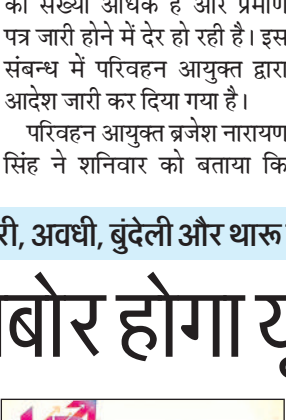 की संख्या अधिक है और प्रमाण
पत्र जारी होने में देर हो रही है। इस
संबन्ध में परिवहन आयुक्त द्वारा
आदेश जारी कर दिया गया है।
परिवहन आयुक्त ब्रजेश नारायण
सिंह ने शनिवार को बताया कि
री, अवधी, बुंदेली और थारू
बोर होगा यू